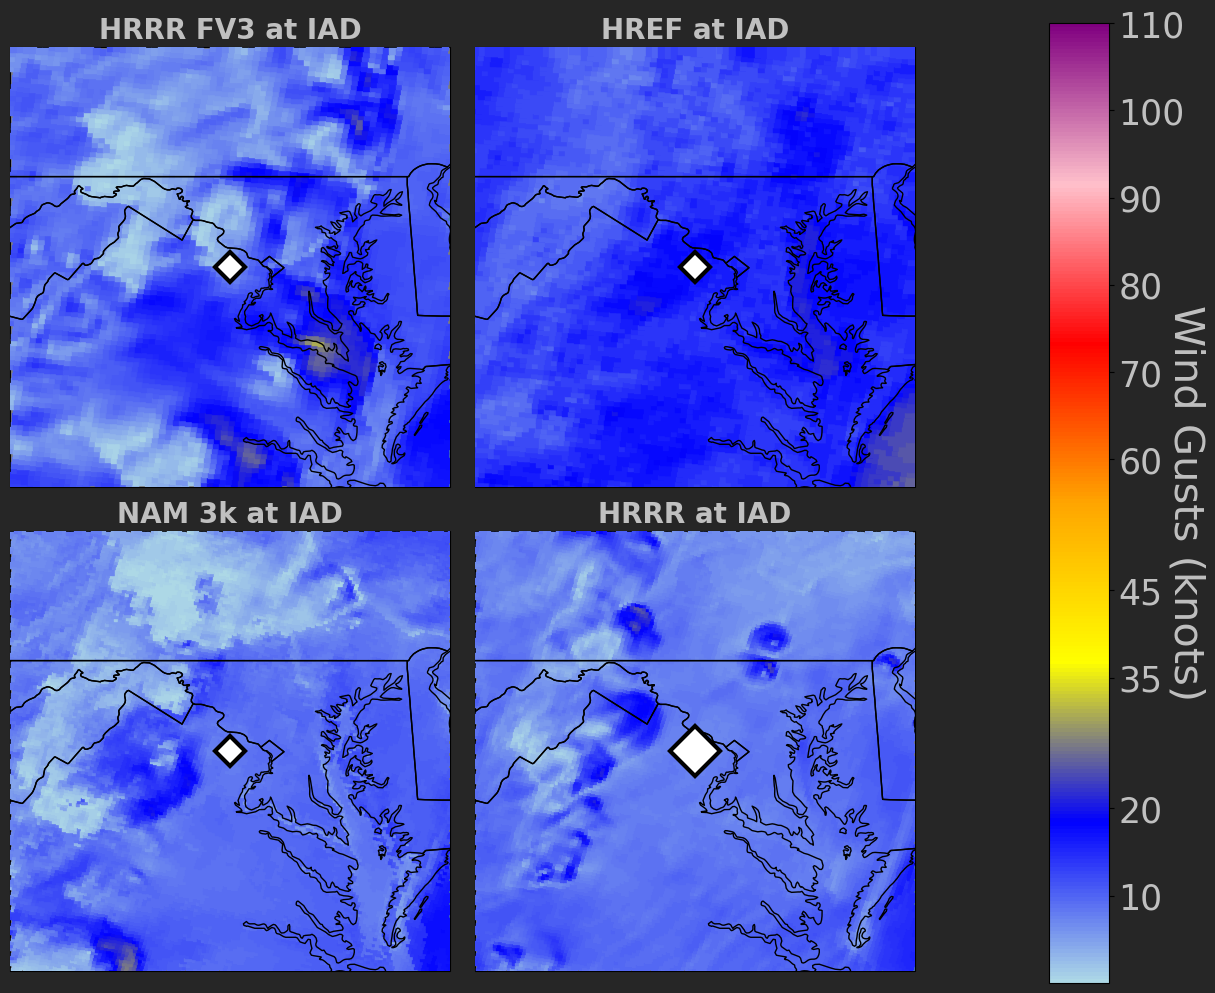 HRRR FV3 at IAD
HREF at IAD
NAM 3k at IAD
HRRR at IAD
110
100
90
80
70
60
45
35
20
10
Wind Gusts (knots)